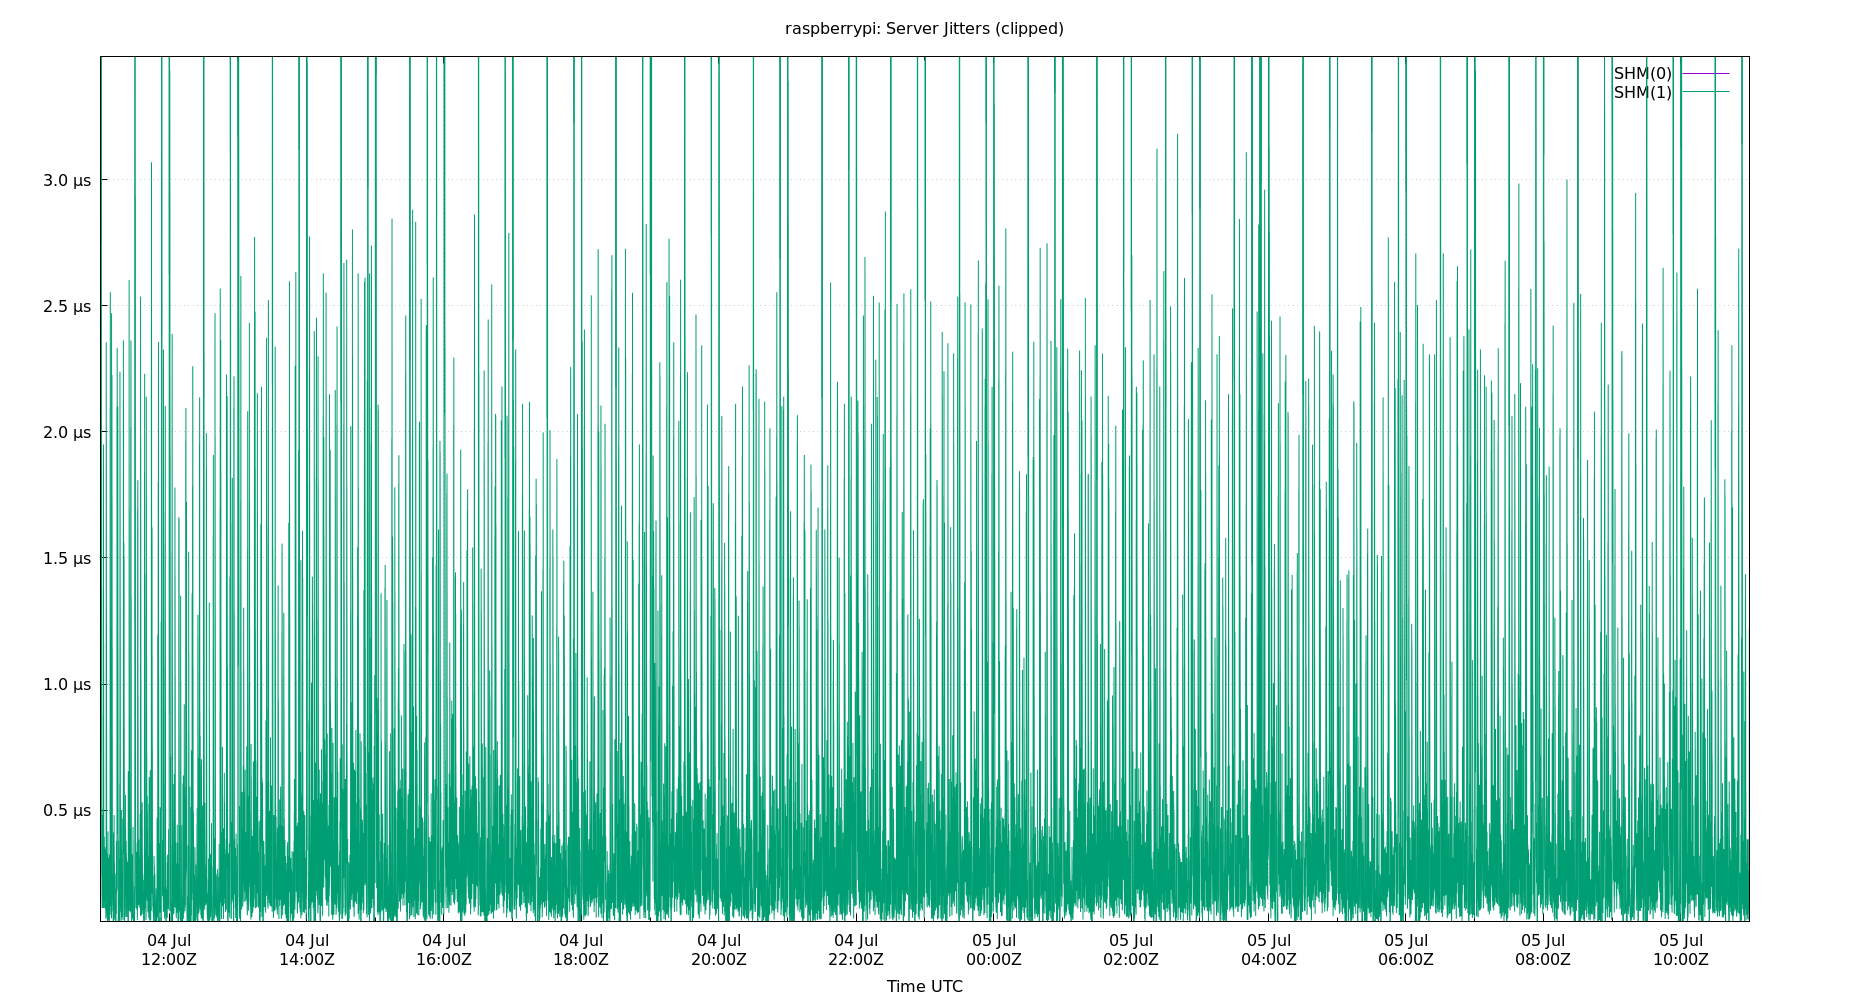 raspberrypi: Server Jitters (clipped)
SHM(0)
SHM(1)
3.0 µs
2.5 µs
2.0 µs
1.5 µs
1.0 µs
0.5 µs
04 Jul 04 Jul 04 Jul 04 Jul 04 Jul 04 Jul 05 Jul 05 Jul 05 Jul 05 Jul 05 Jul 05 Jul
12:00Z 14:00Z 16:00Z 18:00Z 20:00Z 22:00Z 00:00Z 02:00Z 04:00Z 06:00Z 08:00Z 10:00Z
Time UTC